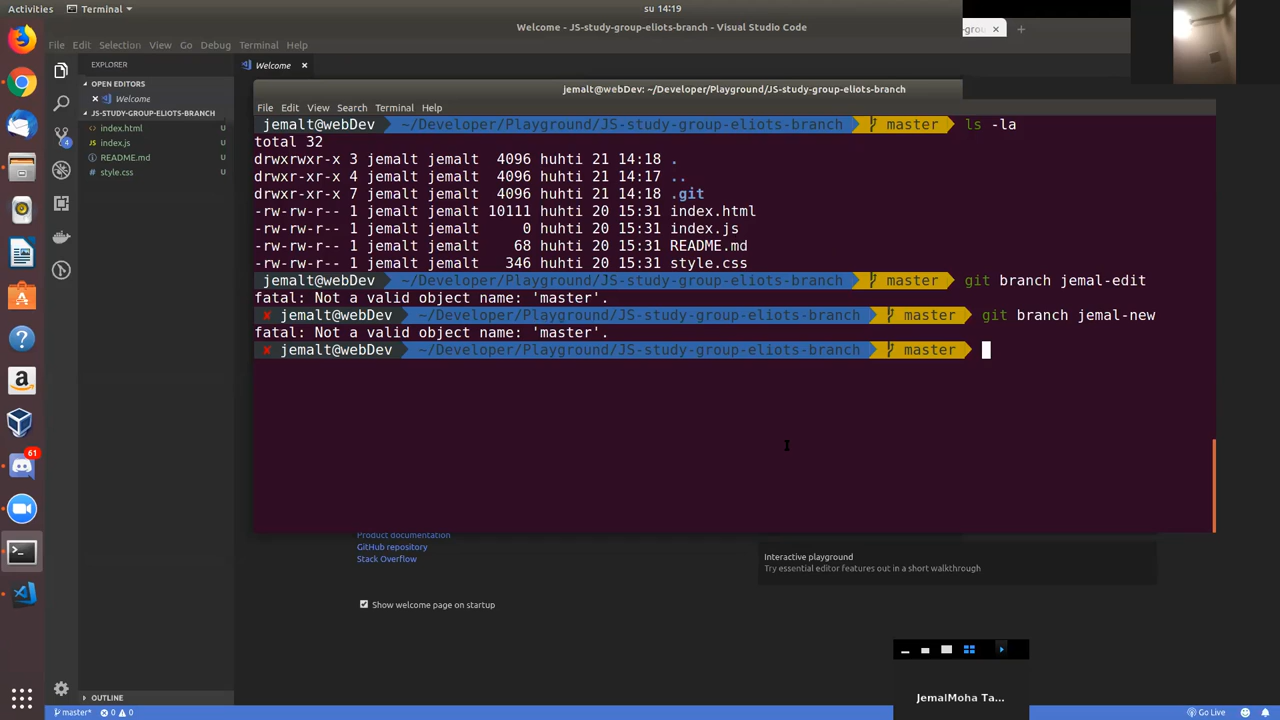 Activities
Terminal
su 14:19
Welcome - JS-study-group-eliots-branch - Visual Studio Code
File Edit Selection View Go Debug Terminal Help
EXPLORER
OPEN EDITORS
Welcome
JS-STUDY-GROUP-ELIOTS-BRANCH
index.html U
index.js U
README.md U
style.css U
4
61
Welcome
jemalt@webDev: ~/Developer/Playground/JS-study-group-eliots-branch
File Edit View Search Terminal Help
jemalt@webDev ~/Developer/Playground/JS-study-group-eliots-branch master ls -la
total 32
drwxrwxr-x 3 jemalt jemalt 4096 huhti 21 14:18 .
drwxrwxr-x 4 jemalt jemalt 4096 huhti 21 14:17 ..
drwxrwxr-x 7 jemalt jemalt 4096 huhti 21 14:18 .git
-rw-rw-r-- 1 jemalt jemalt 10111 huhti 20 15:31 index.html
-rw-rw-r-- 1 jemalt jemalt 0 huhti 20 15:31 index.js
-rw-rw-r-- 1 jemalt jemalt 68 huhti 20 15:31 README.md
-rw-rw-r-- 1 jemalt jemalt 346 huhti 20 15:31 style.css
jemalt@webDev ~/Developer/Playground/JS-study-group-eliots-branch master git branch jemal-edit
fatal: Not a valid object name: 'master'.
✘ jemalt@webDev ~/Developer/Playground/JS-study-group-eliots-branch master git branch jemal-new
fatal: Not a valid object name: 'master'.
✘ jemalt@webDev ~/Developer/Playground/JS-study-group-eliots-branch master
Product documentation
GitHub repository
Stack Overflow
Interactive playground
Try essential editor features out in a short walkthrough
Show welcome page on startup
JemalMoha Ta...
OUTLINE
master* 0 0
Go Live